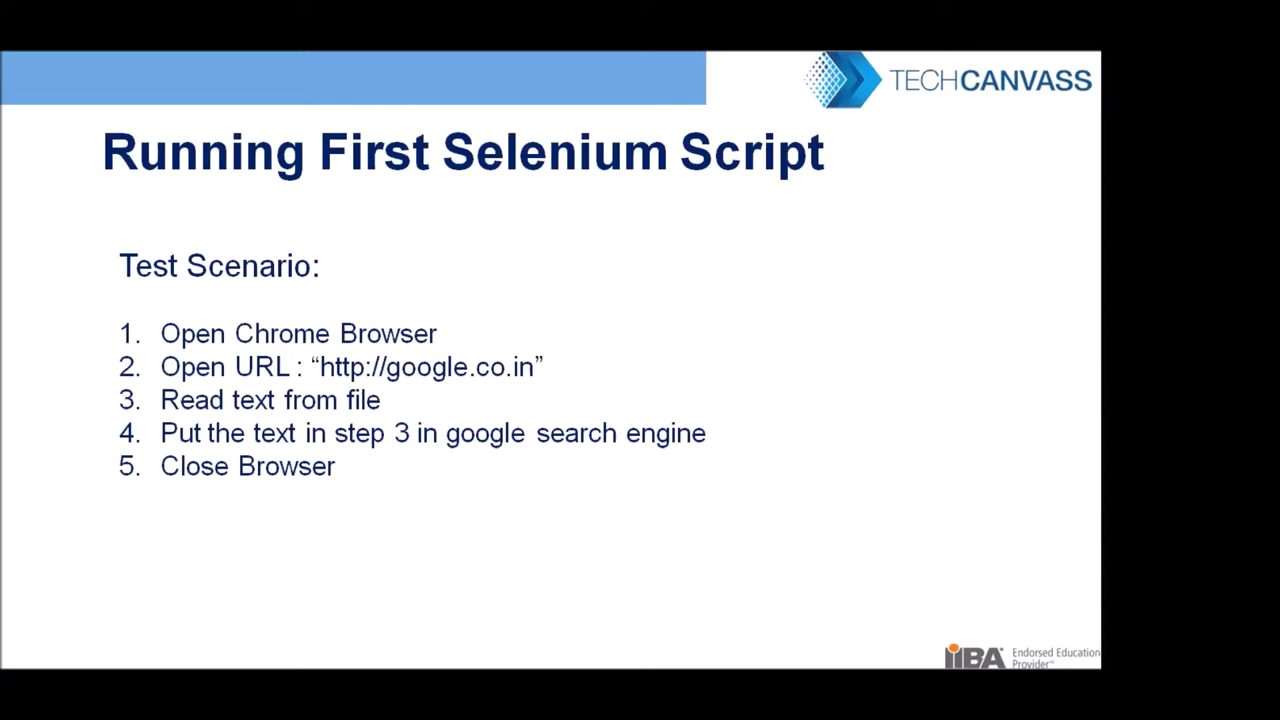 TECHCANVASS
Running First Selenium Script
Test Scenario:
1. Open Chrome Browser
2. Open URL : “http://google.co.in”
3. Read text from file
4. Put the text in step 3 in google search engine
5. Close Browser
iiBA® Endorsed Education
Provider™